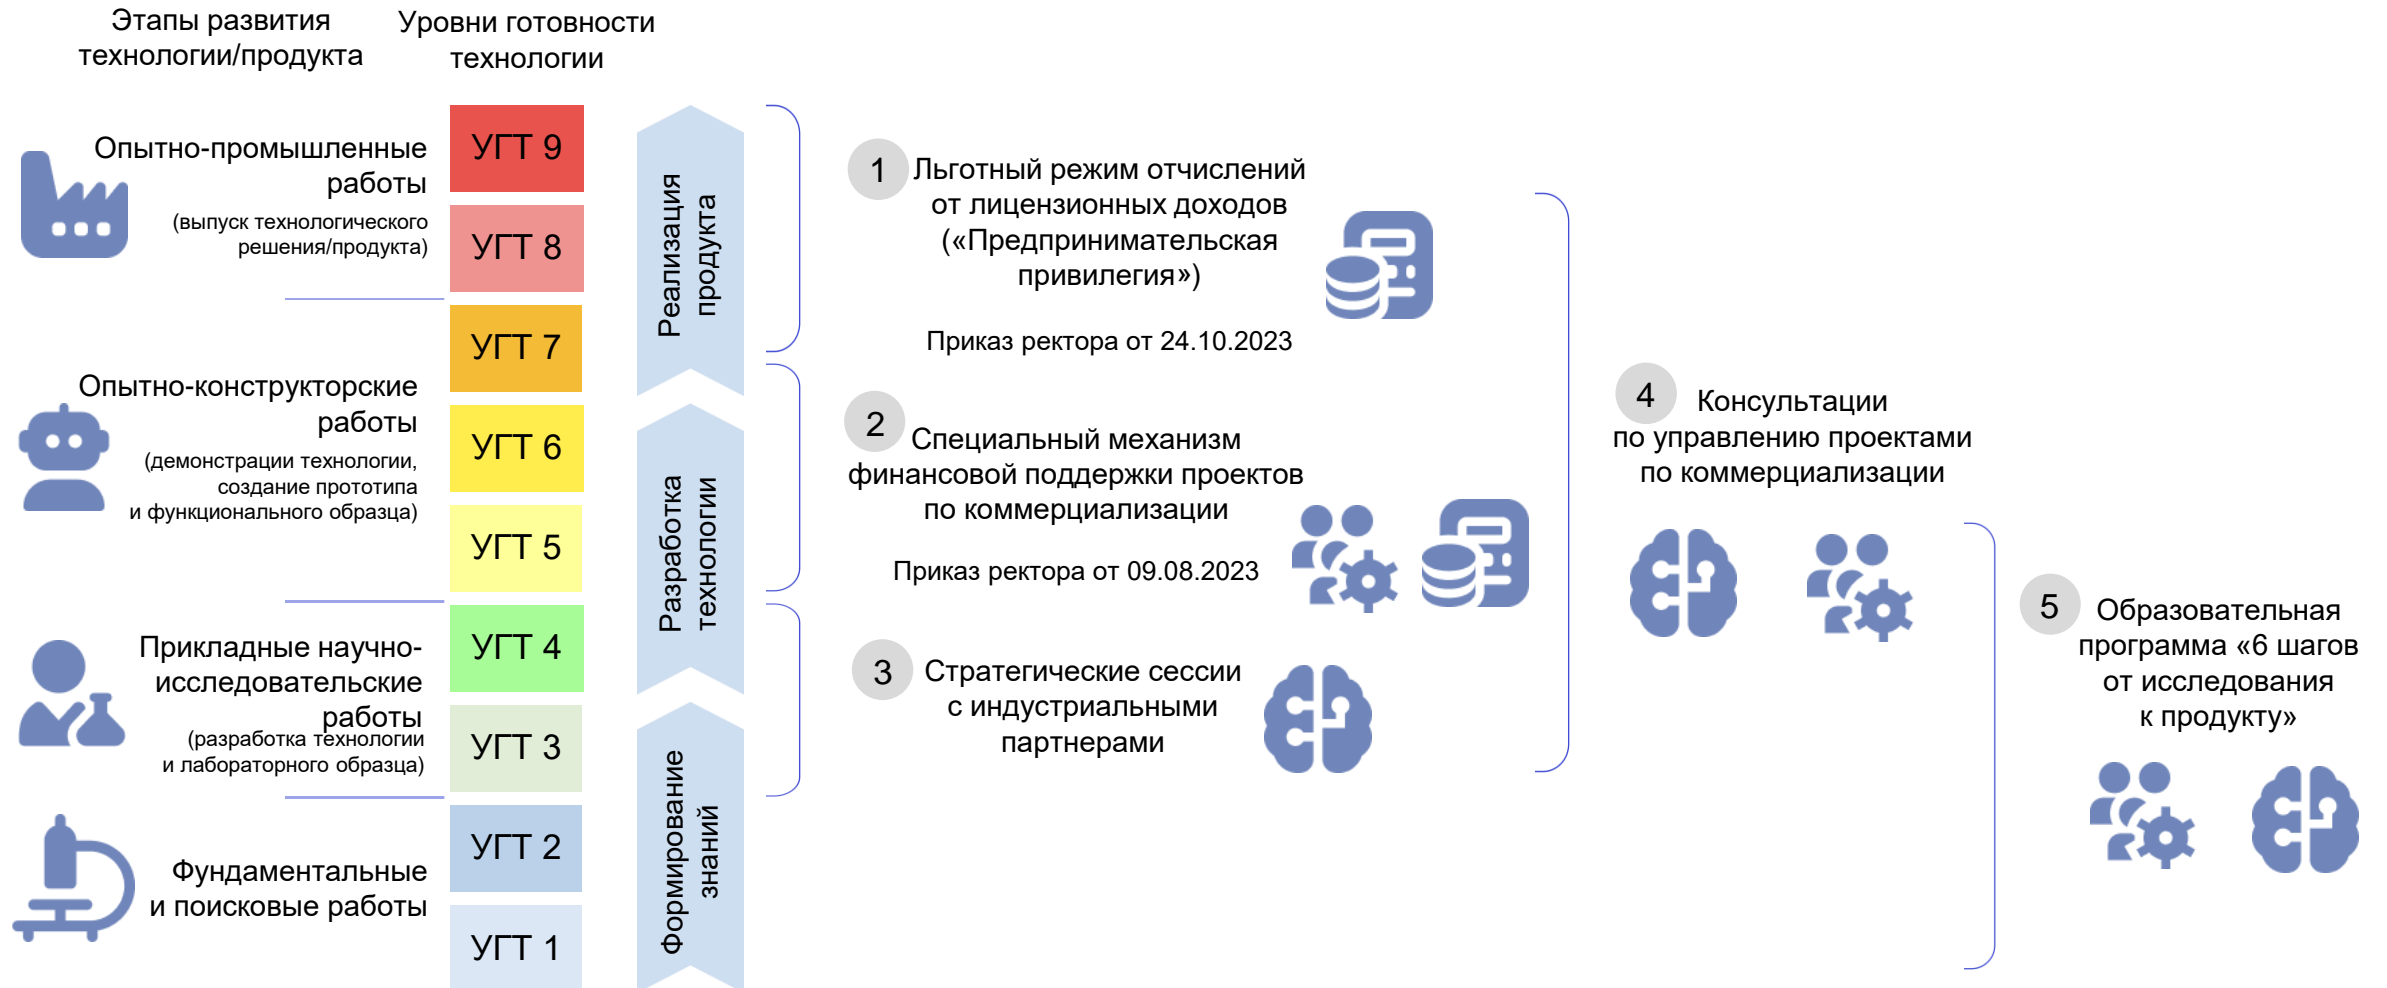 Этапы развития
технологии/продукта
Уровни готовности
технологии
Опытно-промышленные
работы
(выпуск технологического
решения/продукта)
Опытно-конструкторские
работы
(демонстрации технологии,
создание прототипа
и функционального образца)
Прикладные научно-
исследовательские
работы
(разработка технологии
и лабораторного образца)
Фундаментальные
и поисковые работы
УГТ 9
УГТ 8
УГТ 7
УГТ 6
УГТ 5
УГТ 4
УГТ 3
УГТ 2
УГТ 1
Реализация
продукта
Разработка
технологии
Формирование
знаний
1
Льготный режим отчислений
от лицензионных доходов
(«Предпринимательская
привилегия»)
Приказ ректора от 24.10.2023
2
Специальный механизм
финансовой поддержки проектов
по коммерциализации
Приказ ректора от 09.08.2023
3
Стратегические сессии
с индустриальными
партнерами
4
Консультации
по управлению проектами
по коммерциализации
5
Образовательная
программа «6 шагов
от исследования
к продукту»